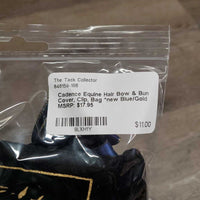 The Tack Collector
Cadence Equine Hair Bow & Bun
Cover, Clip, Bag *new Blue/Gold
MSRP: $17.95
$11.00